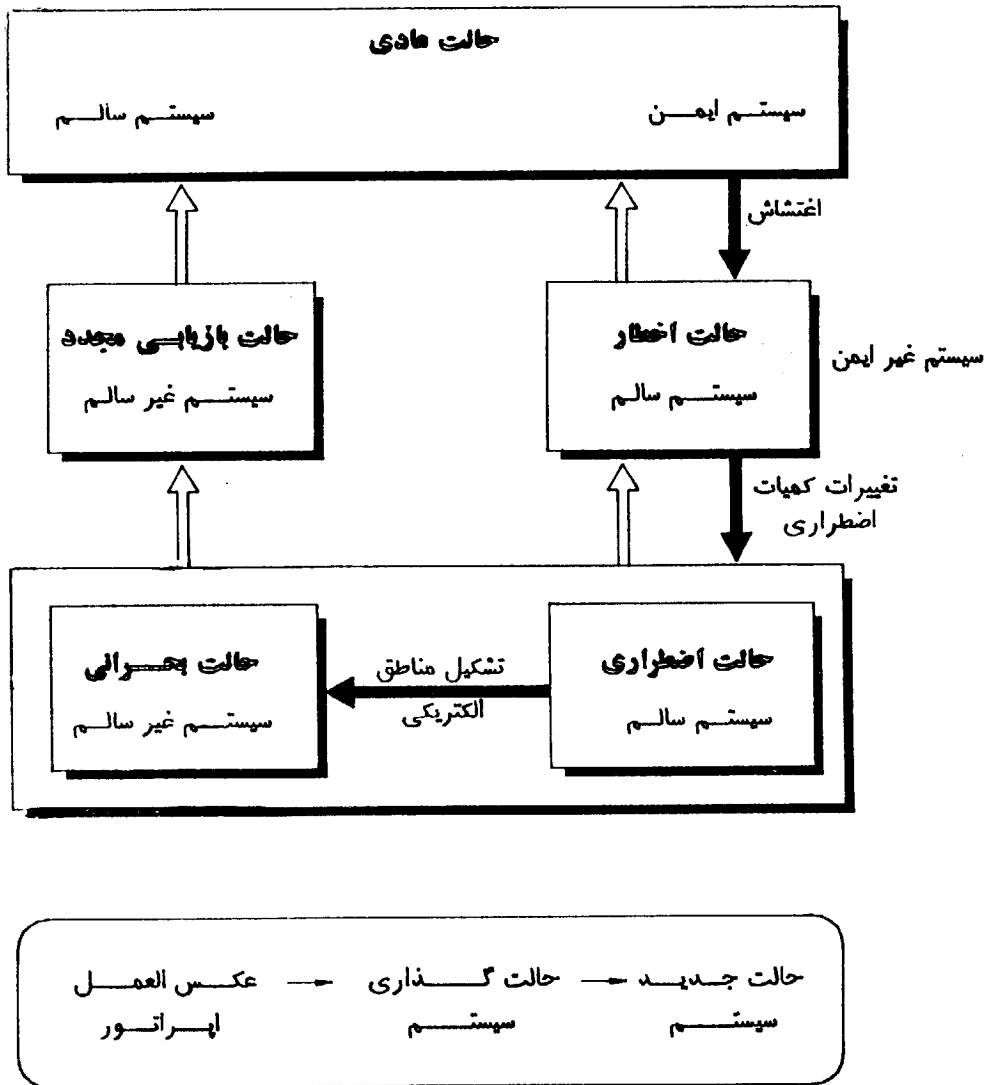 حالت عادی
سیستم ایمن
سیستم سالم
اغتشاش
حالت اخطار
سیستم سالم
سیستم غیر ایمن
حالت بازیابی مجدد
سیستم غیر سالم
تغییرات کمیات
اضطراری
حالت اضطراری
سیستم سالم
تشکیل مناطق
الکتریکی
حالت بحرانی
سیستم غیر سالم
حالت جدید
سیستم
حالت گذاری
سیستم
عکس العمل
اپراتور